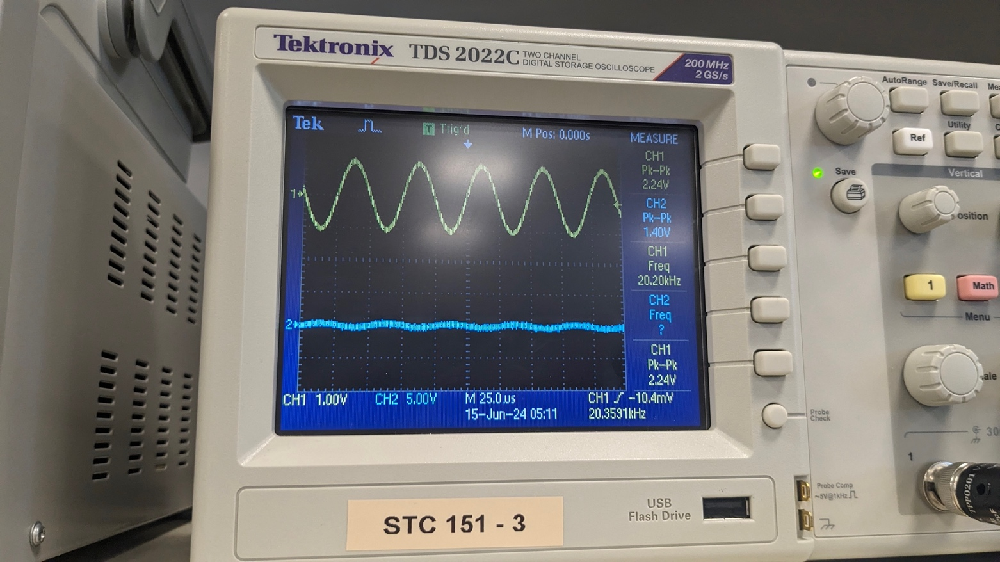 Tektronix TDS 2022C TWO CHANNEL
DIGITAL STORAGE OSCILLOSCOPE
200 MHz
2 GS/s
Tek
T Trig'd
M Pos: 0.000s
MEASURE
CH1
Pk-Pk
2.24V
CH2
Pk-Pk
1.40V
CH1
Freq
20.20kHz
CH2
Freq
?
CH1
Pk-Pk
2.24V
1
2
CH1 1.00V
CH2 5.00V
M 25.0us
CH1 -10.4mV
15-Jun-24 05:11
20.3591kHz
AutoRange
Save/Recall
Utility
Ref
Save
Vertical
1
Math
Menu
Probe
Check
1
Probe Comp
~5V@1kHz
TPP0201
USB
Flash Drive
STC 151 - 3